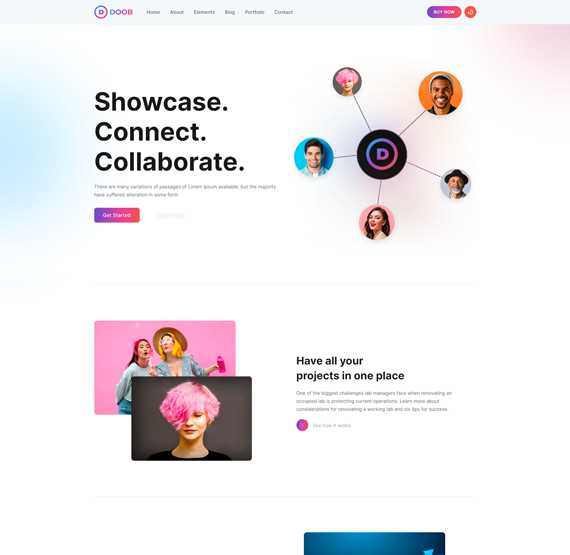 D DOOB Home About Elements Blog Portfolio Contact BUY NOW
Showcase.
Connect.
Collaborate.
There are many variations of passages of Lorem Ipsum available, but the majority
have suffered alteration in some form
Get Started
D
Have all your
projects in one place
One of the biggest challenges lab managers face when renovating an
occupied lab is protecting current operations. Learn more about
considerations for renovating a working lab and six tips for success.
See how it works